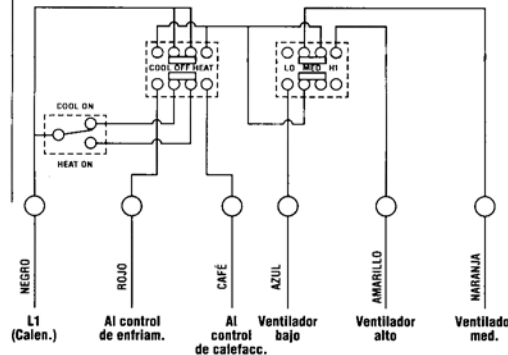 COOL OFF HEAT
LO MED HI
COOL ON
HEAT ON
NEGRO
ROJO
CAFÉ
AZUL
AMARILLO
NARANJA
L1
(Calen.)
Al control
de enfriam.
Al
control
de calefacc.
Ventilador
bajo
Ventilador
alto
Ventilado
med.